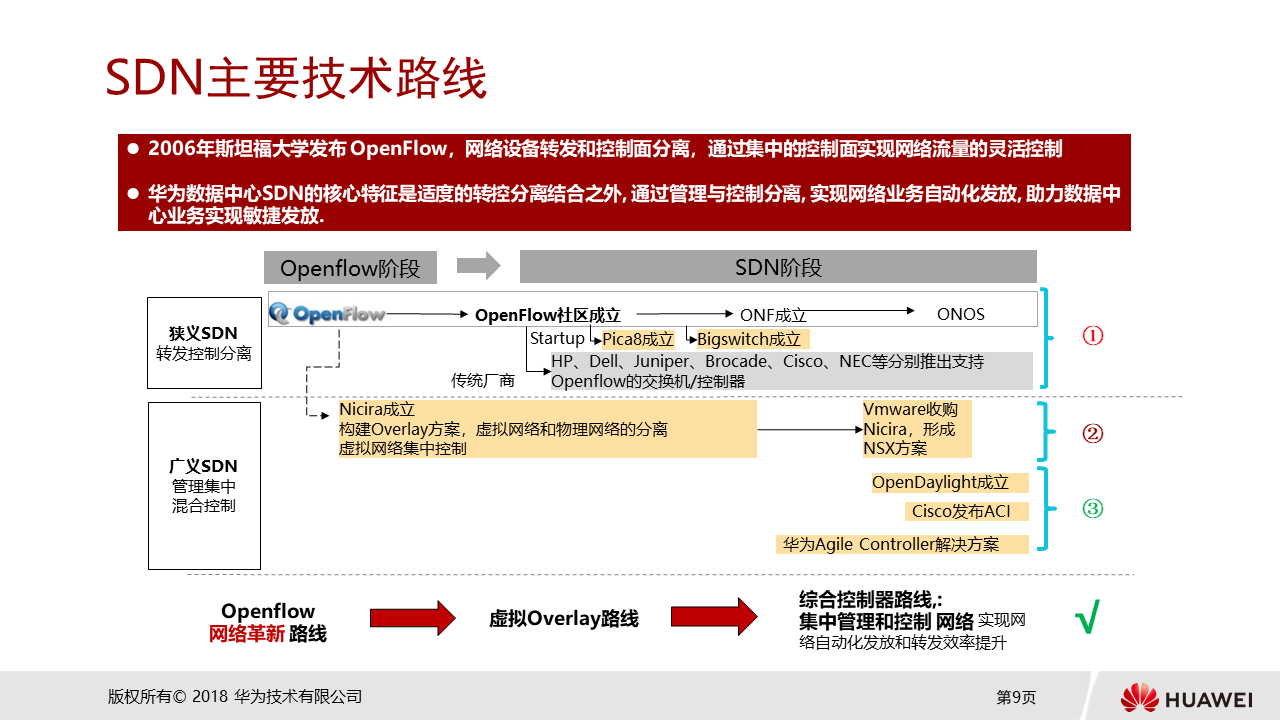 SDN主要技术路线
● 2006年斯坦福大学发布 OpenFlow，网络设备转发和控制面分离，通过集中的控制面实现网络流量的灵活控制
● 华为数据中心SDN的核心特征是适度的转控分离结合之外, 通过管理与控制分离, 实现网络业务自动化发放, 助力数据中
心业务实现敏捷发放.
Openflow阶段
SDN阶段
狭义SDN
转发控制分离
OpenFlow
OpenFlow社区成立
ONF成立
ONOS
Startup
Pica8成立
Bigswitch成立
传统厂商
HP、Dell、Juniper、Brocade、Cisco、NEC等分别推出支持
Openflow的交换机/控制器
①
广义SDN
管理集中
混合控制
Nicira成立
构建Overlay方案，虚拟网络和物理网络的分离
虚拟网络集中控制
Vmware收购
Nicira，形成
NSX方案
②
OpenDaylight成立
Cisco发布ACI
华为Agile Controller解决方案
③
Openflow
网络革新 路线
虚拟Overlay路线
综合控制器路线,:
集中管理和控制 网络 实现网
络自动化发放和转发效率提升
√
版权所有© 2018 华为技术有限公司
第9页
HUAWEI